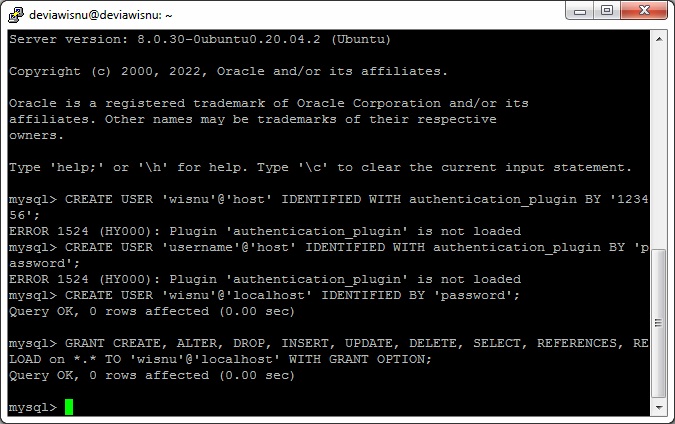 deviawisnu@deviawisnu: ~
Server version: 8.0.30-0ubuntu0.20.04.2 (Ubuntu)
Copyright (c) 2000, 2022, Oracle and/or its affiliates.
Oracle is a registered trademark of Oracle Corporation and/or its
affiliates. Other names may be trademarks of their respective
owners.
Type 'help;' or '\h' for help. Type '\c' to clear the current input statement.
mysql> CREATE USER 'wisnu'@'host' IDENTIFIED WITH authentication_plugin BY '1234
56';
ERROR 1524 (HY000): Plugin 'authentication_plugin' is not loaded
mysql> CREATE USER 'username'@'host' IDENTIFIED WITH authentication_plugin BY 'p
assword';
ERROR 1524 (HY000): Plugin 'authentication_plugin' is not loaded
mysql> CREATE USER 'wisnu'@'localhost' IDENTIFIED BY 'password';
Query OK, 0 rows affected (0.00 sec)
mysql> GRANT CREATE, ALTER, DROP, INSERT, UPDATE, DELETE, SELECT, REFERENCES, RE
LOAD on *.* TO 'wisnu'@'localhost' WITH GRANT OPTION;
Query OK, 0 rows affected (0.00 sec)
mysql>